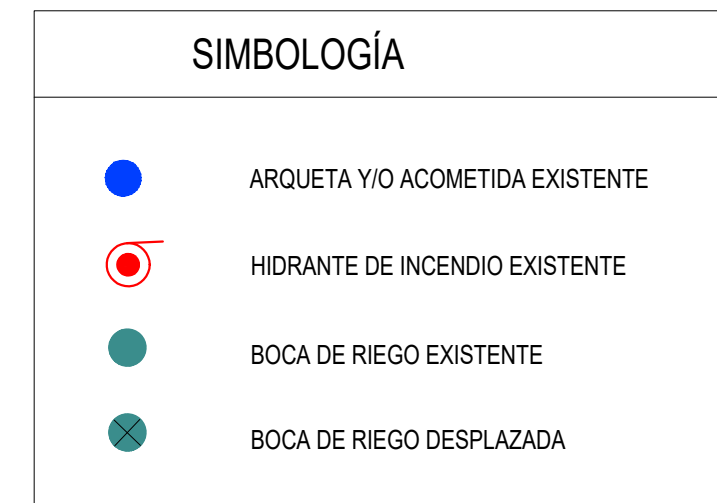 SIMBOLOGÍA
ARQUETA Y/O ACOMETIDA EXISTENTE
HIDRANTE DE INCENDIO EXISTENTE
BOCA DE RIEGO EXISTENTE
BOCA DE RIEGO DESPLAZADA